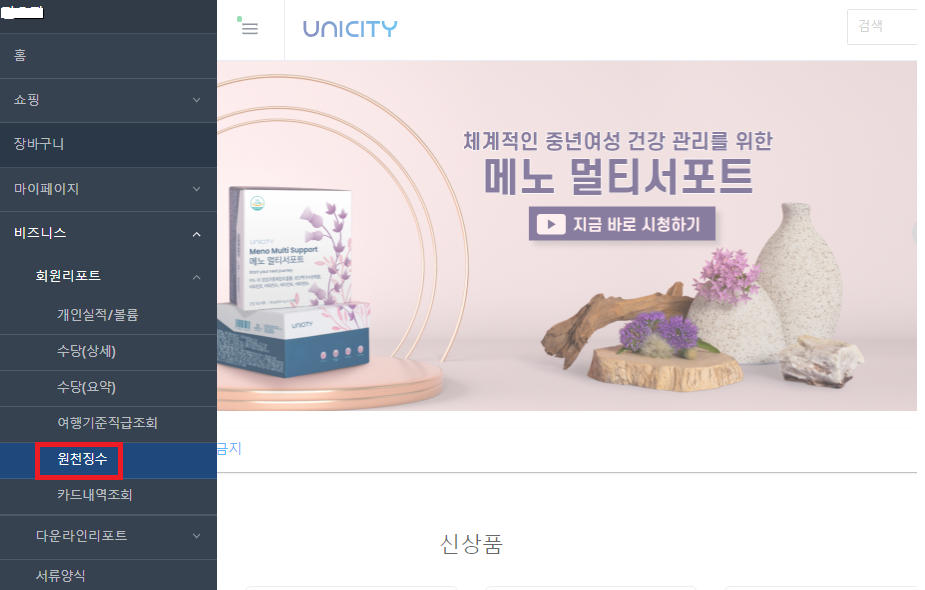 홈
쇼핑
장바구니
마이페이지
비즈니스
회원리포트
개인실적/볼륨
수당(상세)
수당(요약)
여행기준직급조회
원천징수
카드내역조회
다운라인리포트
서류양식
UNICITY
검색
체계적인 중년여성 건강 관리를 위한
메노 멀티서포트
지금 바로 시청하기
UNICITY
Meno Multi Support
메노 멀티서포트
Start your next journey
UNICITY
금지
신상품